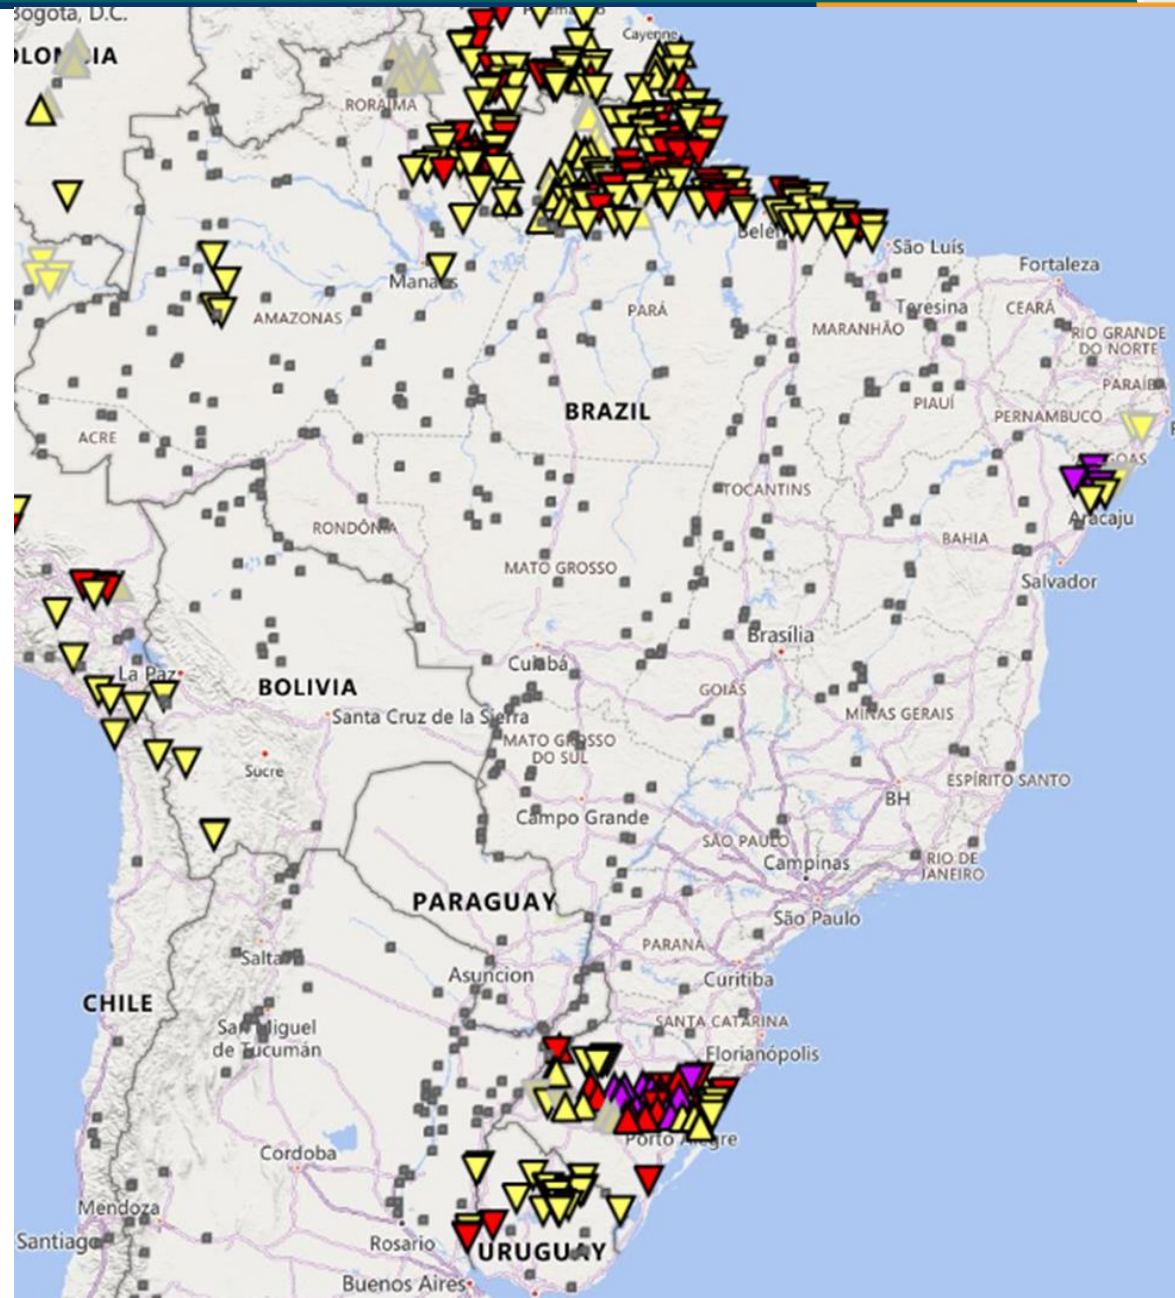 Bogota, D.C.
Cayenne
RORAIMA
Belem
São Luís
Fortaleza
Manaus
AMAZONAS
PARÁ
MARANHÃO
Teresina
CEARÁ
RIO GRANDE
DO NORTE
BRAZIL
PIAUÍ
PARAÍBA
PERNAMBUCO
ACRE
TOCANTINS
Aracaju
RONDÔNIA
BAHIA
MATO GROSSO
Salvador
Brasília
Cuiabá
La Paz
BOLIVIA
GOIÁS
Santa Cruz de la Sierra
MINAS GERAIS
MATO GROSSO
DO SUL
Sucre
ESPÍRITO SANTO
BH
Campo Grande
SÃO PAULO
Campinas
RIO DE
JANEIRO
PARAGUAY
São Paulo
PARANÁ
Salta
Asuncion
Curitiba
CHILE
San Miguel
de Tucumán
SANTA CATARINA
Florianópolis
Porto Alegre
Cordoba
Mendoza
Santiago
Rosario
URUGUAY
Buenos Aires